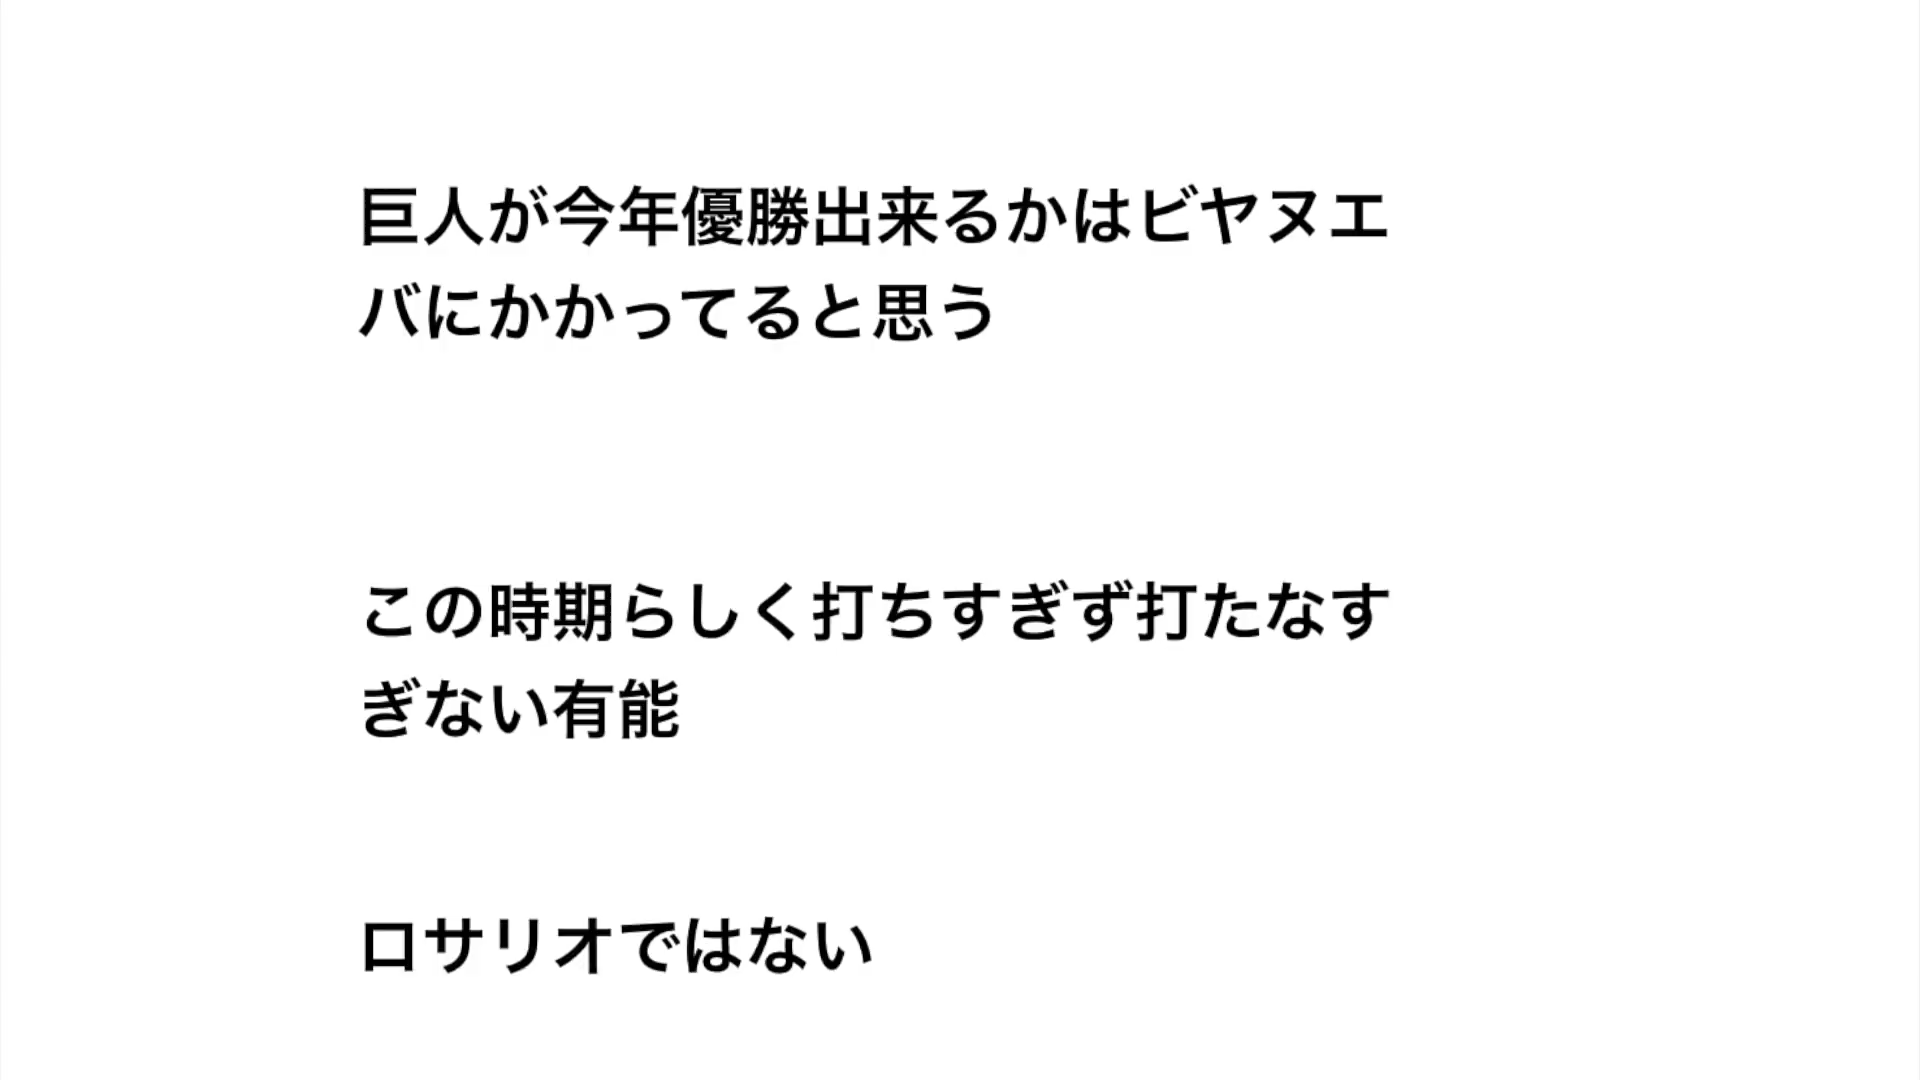 巨人が今年優勝出来るかはビヤヌエ
バにかかってると思う
この時期らしく打ちすぎず打たなす
ぎない有能
ロサリオではない